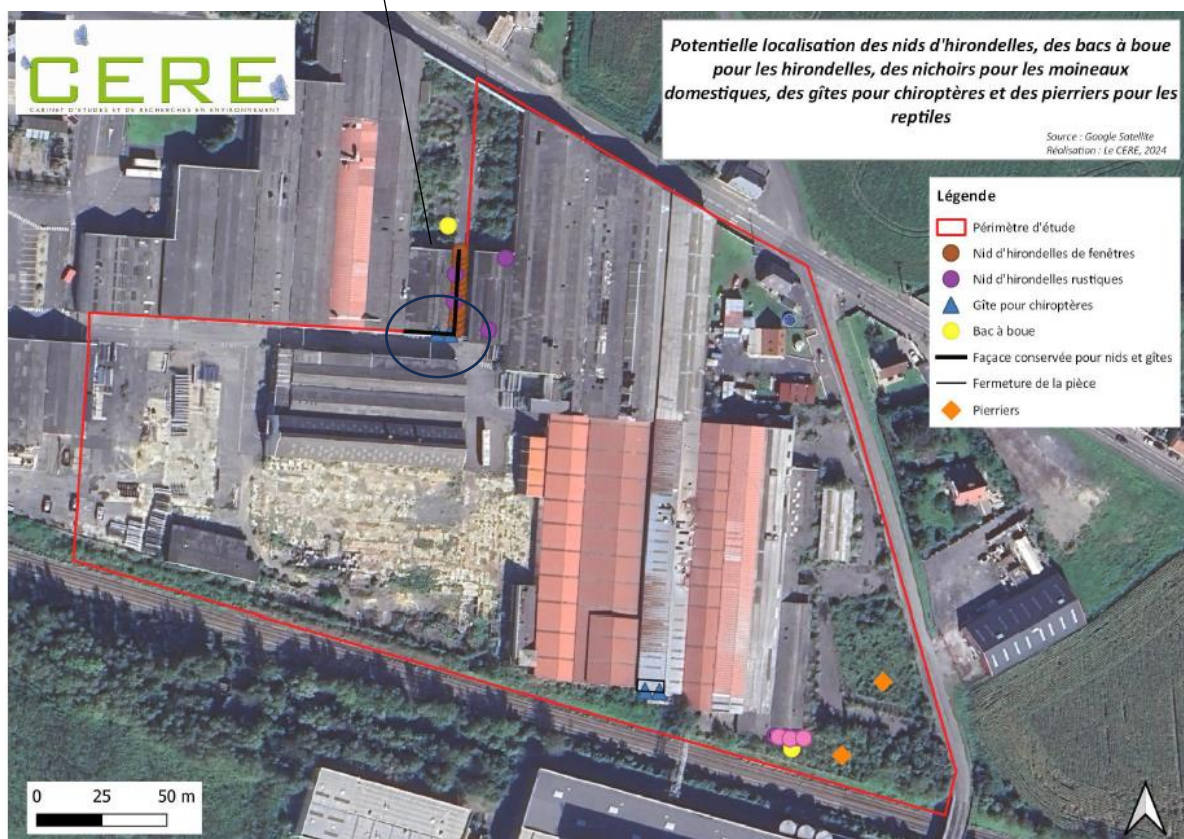 CERE
CABINET D'ETUDES ET DE RECHERCHES EN ENVIRONNEMENT
Potentielle localisation des nids d'hirondelles, des bacs à boue
pour les hirondelles, des nichoirs pour les moineaux
domestiques, des gîtes pour chiroptères et des pierriers pour les
reptiles
Source : Google Satellite
Réalisation : Le CERE, 2024
Légende
Périmètre d'étude
Nid d'hirondelles de fenêtres
Nid d'hirondelles rustiques
Gîte pour chiroptères
Bac à boue
Façace conservée pour nids et gîtes
Fermeture de la pièce
Pierriers
0 25 50 m